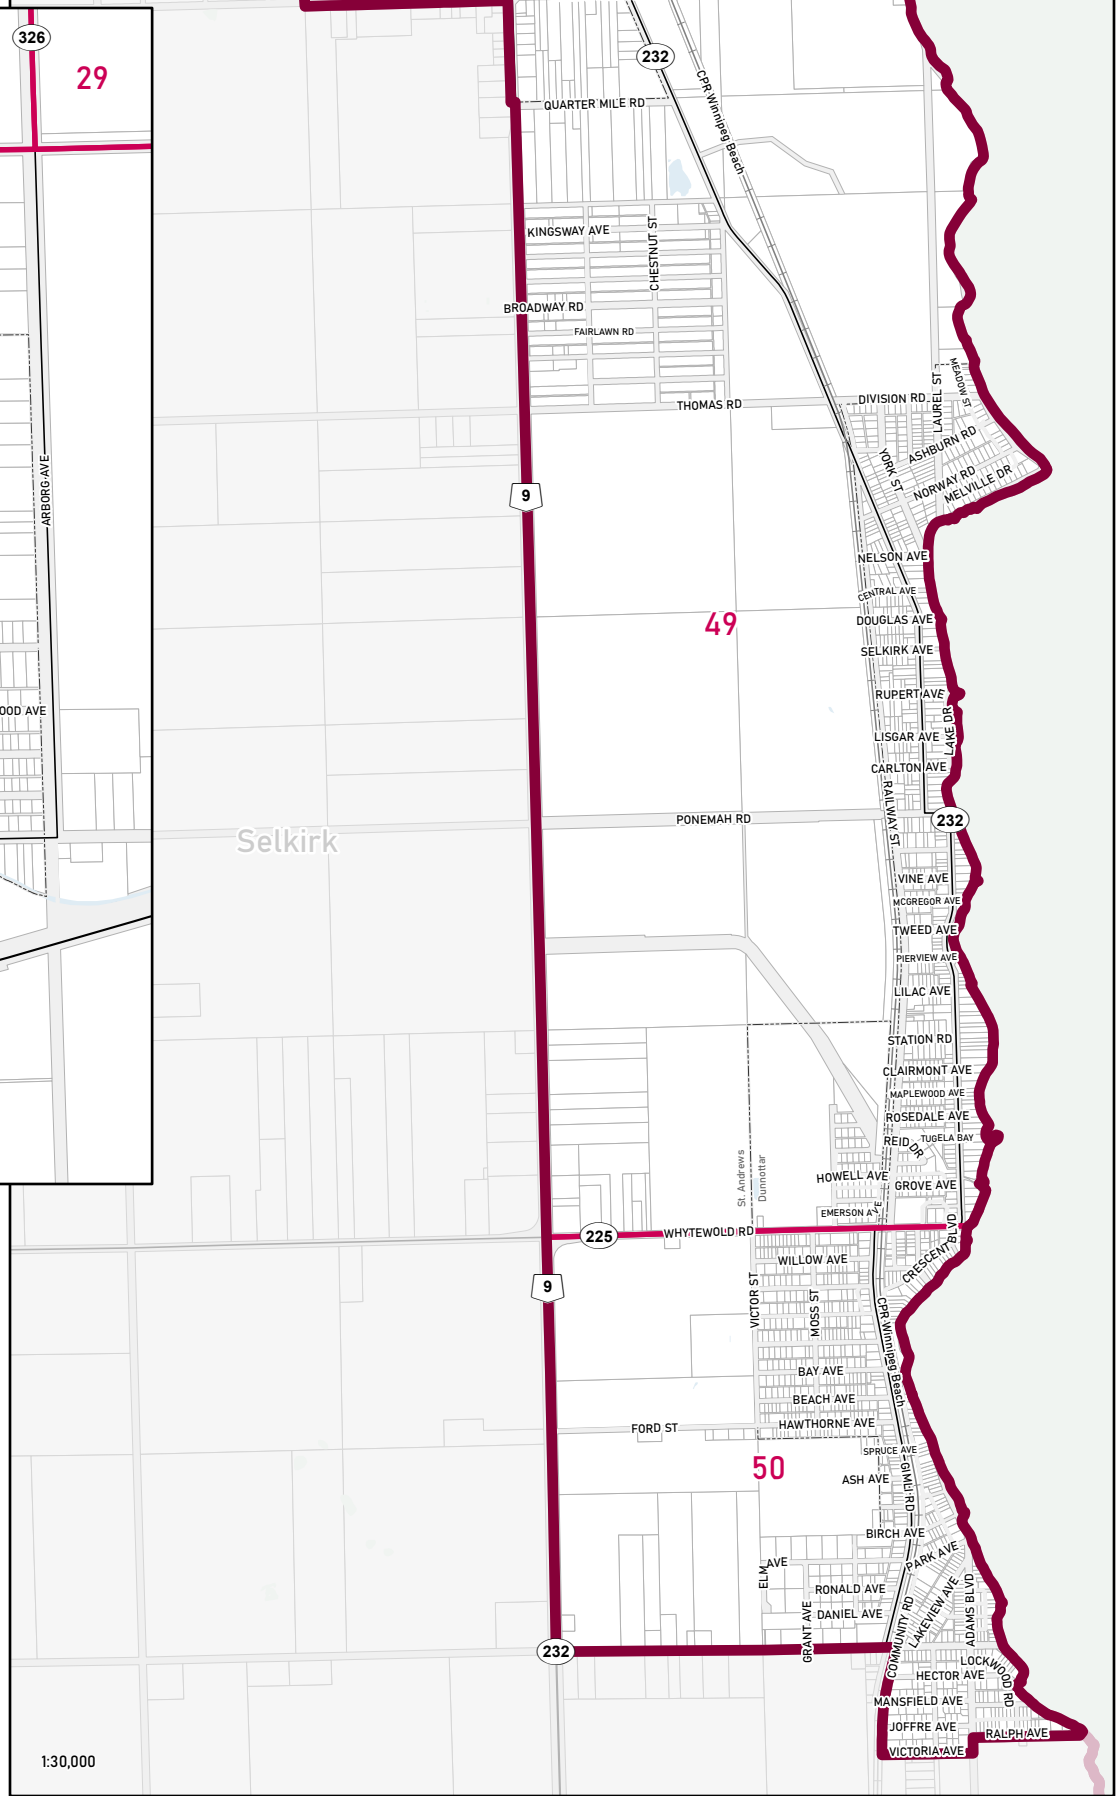 326
29
232
CPR-Winnipeg Beach
QUARTER MILE RD
KINGSWAY AVE
CHESTNUT ST
BROADWAY RD
FAIRLAWN RD
THOMAS RD
DIVISION RD
LAUREL ST
MEADOW ST
YORK ST
ASHBURN RD
NORWAY RD
MELVILLE DR
ARBORG AVE
9
NELSON AVE
CENTRAL AVE
49
DOUGLAS AVE
SELKIRK AVE
RUPERT AVE
OOD AVE
LISGAR AVE
LAKE DR
CARLTON AVE
RAILWAY ST
PONEMAH RD
232
Selkirk
VINE AVE
MCGREGOR AVE
TWEED AVE
PIERVIEW AVE
LILAC AVE
STATION RD
CLAIRMONT AVE
MAPLEWOOD AVE
ROSEDALE AVE
REID DR
TUGELA BAY
St. Andrews
Dunnottar
HOWELL AVE
GROVE AVE
EMERSON AVE
225
WHYTEWOLD RD
CRESCENT BLVD
WILLOW AVE
9
VICTOR ST
MOSS ST
CPR-Winnipeg Beach
BAY AVE
BEACH AVE
HAWTHORNE AVE
FORD ST
SPRUCE AVE
50
ASH AVE
GIMLI RD
BIRCH AVE
PARK AVE
ELM AVE
RONALD AVE
DANIEL AVE
GRANT AVE
COMMUNITY RD
LAKEVIEW AVE
ADAMS BLVD
232
LOCKWOOD RD
HECTOR AVE
MANSFIELD AVE
JOFFRE AVE
RALPH AVE
VICTORIA AVE
1:30,000